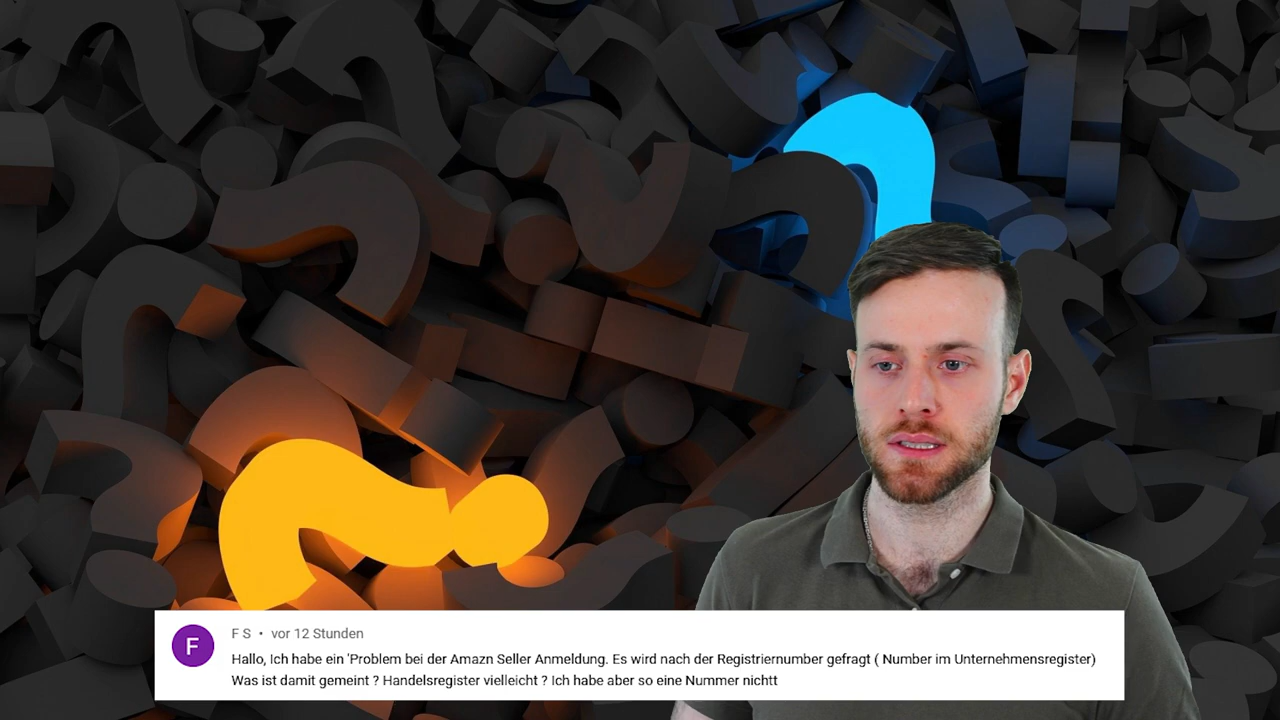 F
F S • vor 12 Stunden
Hallo, Ich habe ein 'Problem bei der Amazn Seller Anmeldung. Es wird nach der Registriernumber gefragt ( Number im Unternehmensregister)
Was ist damit gemeint ? Handelsregister vielleicht ? Ich habe aber so eine Nummer nichtt